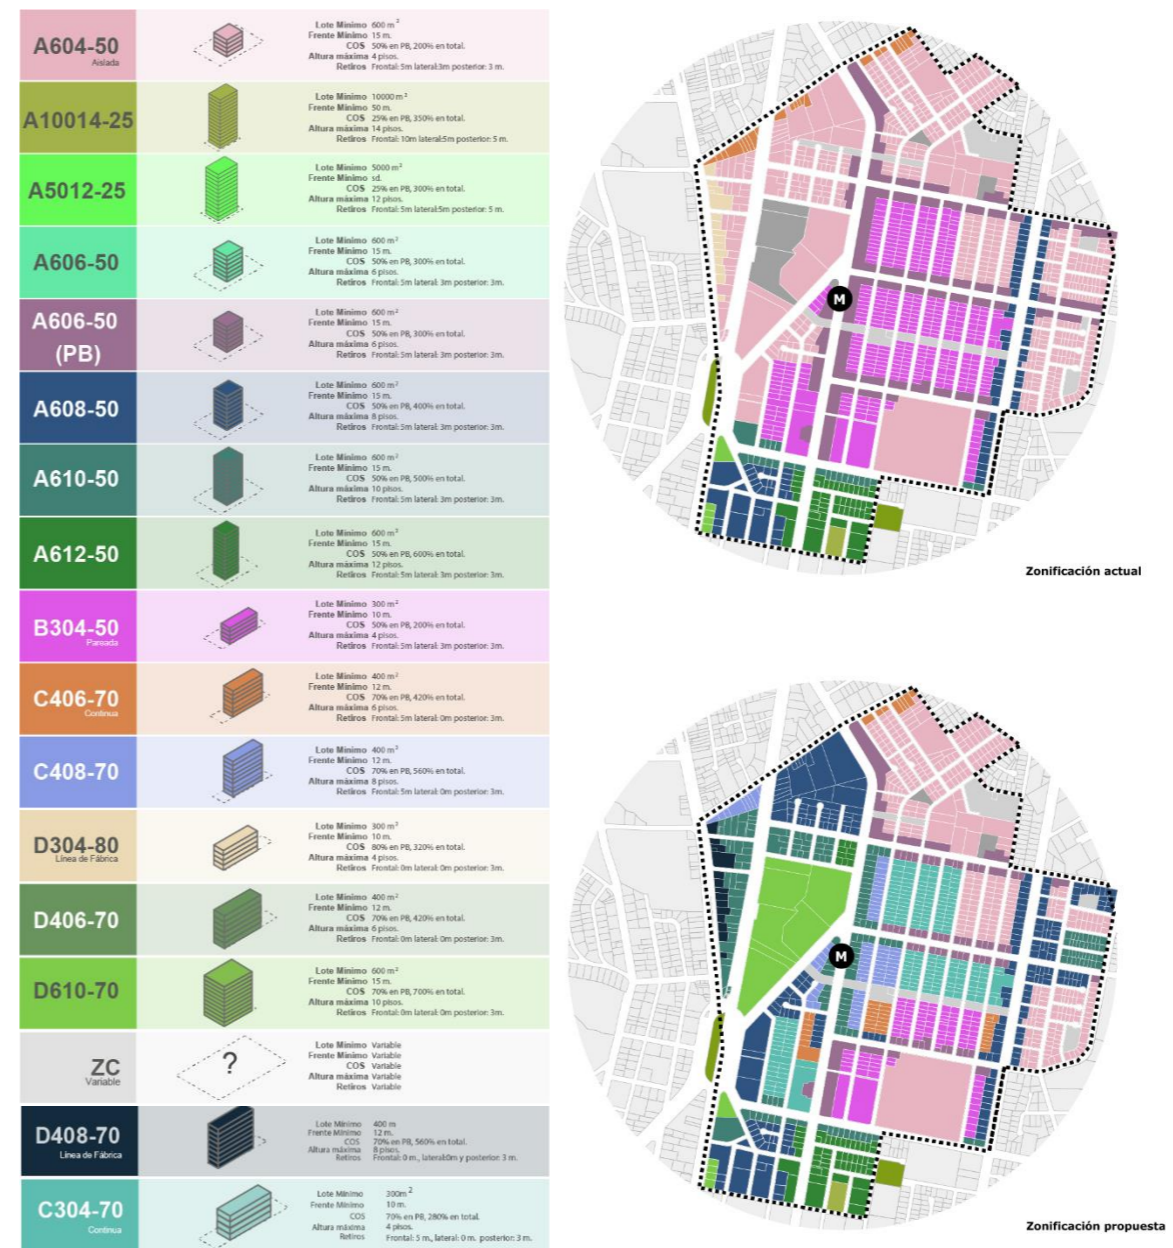 A604-50
Aislada
Lote Mínimo 600 m²
Frente Mínimo 15 m.
COS 50% en PB, 200% en total.
Altura máxima 4 pisos.
Retiros Frontal: 5m lateral:3m posterior: 3 m.
A10014-25
Lote Mínimo 10000 m²
Frente Mínimo 50 m.
COS 25% en PB, 350% en total.
Altura máxima 14 pisos.
Retiros Frontal: 10m lateral:5m posterior: 5 m.
A5012-25
Lote Mínimo 5000 m²
Frente Mínimo sd.
COS 25% en PB, 300% en total.
Altura máxima 12 pisos.
Retiros Frontal: 5m lateral:5m posterior: 5 m.
A606-50
Lote Mínimo 600 m²
Frente Mínimo 15 m.
COS 50% en PB, 300% en total.
Altura máxima 6 pisos.
Retiros Frontal: 5m lateral: 3m posterior: 3m.
A606-50
(PB)
Lote Mínimo 600 m²
Frente Mínimo 15 m.
COS 50% en PB, 300% en total.
Altura máxima 6 pisos.
Retiros Frontal: 5m lateral: 3m posterior: 3m.
A608-50
Lote Mínimo 600 m²
Frente Mínimo 15 m.
COS 50% en PB, 400% en total.
Altura máxima 8 pisos.
Retiros Frontal: 5m lateral: 3m posterior: 3m.
A610-50
Lote Mínimo 600 m²
Frente Mínimo 15 m.
COS 50% en PB, 500% en total.
Altura máxima 10 pisos.
Retiros Frontal: 5m lateral: 3m posterior: 3m.
A612-50
Lote Mínimo 600 m²
Frente Mínimo 15 m.
COS 50% en PB, 600% en total.
Altura máxima 12 pisos.
Retiros Frontal: 5m lateral: 3m posterior: 3m.
B304-50
Pareada
Lote Mínimo 300 m²
Frente Mínimo 10 m.
COS 50% en PB, 200% en total.
Altura máxima 4 pisos.
Retiros Frontal: 5m lateral: 3m posterior: 3m.
C406-70
Continua
Lote Mínimo 400 m²
Frente Mínimo 12 m.
COS 70% en PB, 420% en total.
Altura máxima 6 pisos.
Retiros Frontal: 5m lateral: 0m posterior: 3m.
C408-70
Lote Mínimo 400 m²
Frente Mínimo 12 m.
COS 70% en PB, 560% en total.
Altura máxima 8 pisos.
Retiros Frontal: 5m lateral: 0m posterior: 3m.
D304-80
Línea de Fábrica
Lote Mínimo 300 m²
Frente Mínimo 10 m.
COS 80% en PB, 320% en total.
Altura máxima 4 pisos.
Retiros Frontal: 0m lateral: 0m posterior: 3m.
D406-70
Lote Mínimo 400 m²
Frente Mínimo 12 m.
COS 70% en PB, 420% en total.
Altura máxima 6 pisos.
Retiros Frontal: 0m lateral: 0m posterior: 3m.
D610-70
Lote Mínimo 600 m²
Frente Mínimo 15 m.
COS 70% en PB, 700% en total.
Altura máxima 10 pisos.
Retiros Frontal: 0m lateral: 0m posterior: 3m.
ZC
Variable
?
Lote Mínimo Variable
Frente Mínimo Variable
COS Variable
Altura máxima Variable
Retiros Variable
D408-70
Línea de Fábrica
Lote Mínimo 400 m
Frente Mínimo 12 m.
COS 70% en PB, 560% en total.
Altura máxima 8 pisos.
Retiros Frontal: 0 m., lateral:0m y posterior: 3 m.
C304-70
Continua
Lote Mínimo 300m²
Frente Mínimo 10 m.
COS 70% en PB, 280% en total.
Altura máxima 4 pisos.
Retiros Frontal: 5 m., lateral: 0 m. posterior: 3 m.
M
Zonificación actual
M
Zonificación propuesta